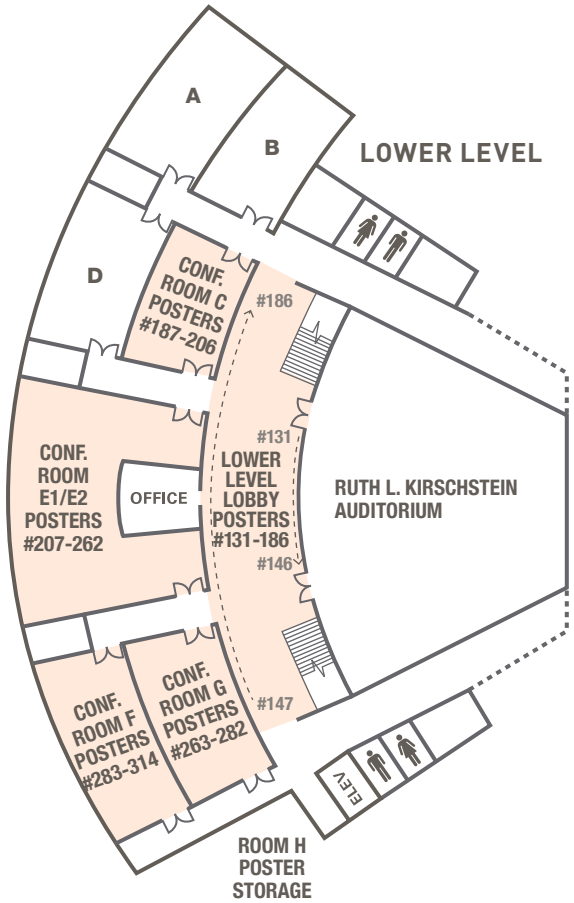 A
B
LOWER LEVEL
D
CONF.
ROOM C
POSTERS
#187-206
#186
#131
CONF.
ROOM
E1/E2
POSTERS
#207-262
OFFICE
LOWER
LEVEL
LOBBY
POSTERS
#131-186
RUTH L. KIRSCHSTEIN
AUDITORIUM
#146
#147
CONF.
ROOM F
POSTERS
#283-314
CONF.
ROOM G
POSTERS
#263-282
ELEV
ROOM H
POSTER
STORAGE